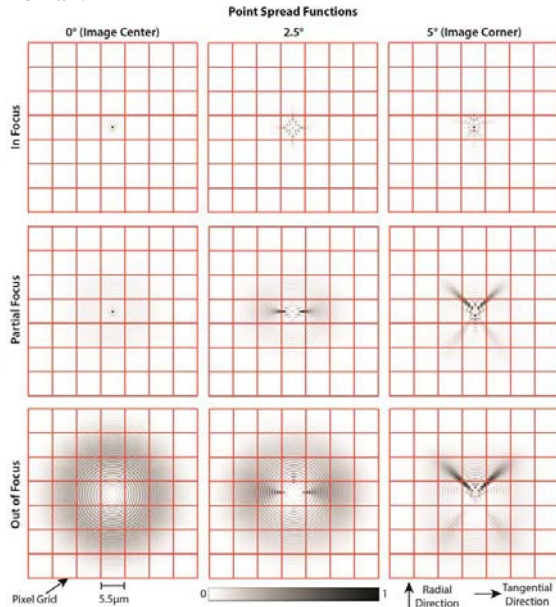 Point Spread Functions
0° (Image Center)
2.5°
5° (Image Corner)
In Focus
Partial Focus
Out of Focus
Pixel Grid
5.5μm
0
1
Radial
Direction
Tangential
Direction